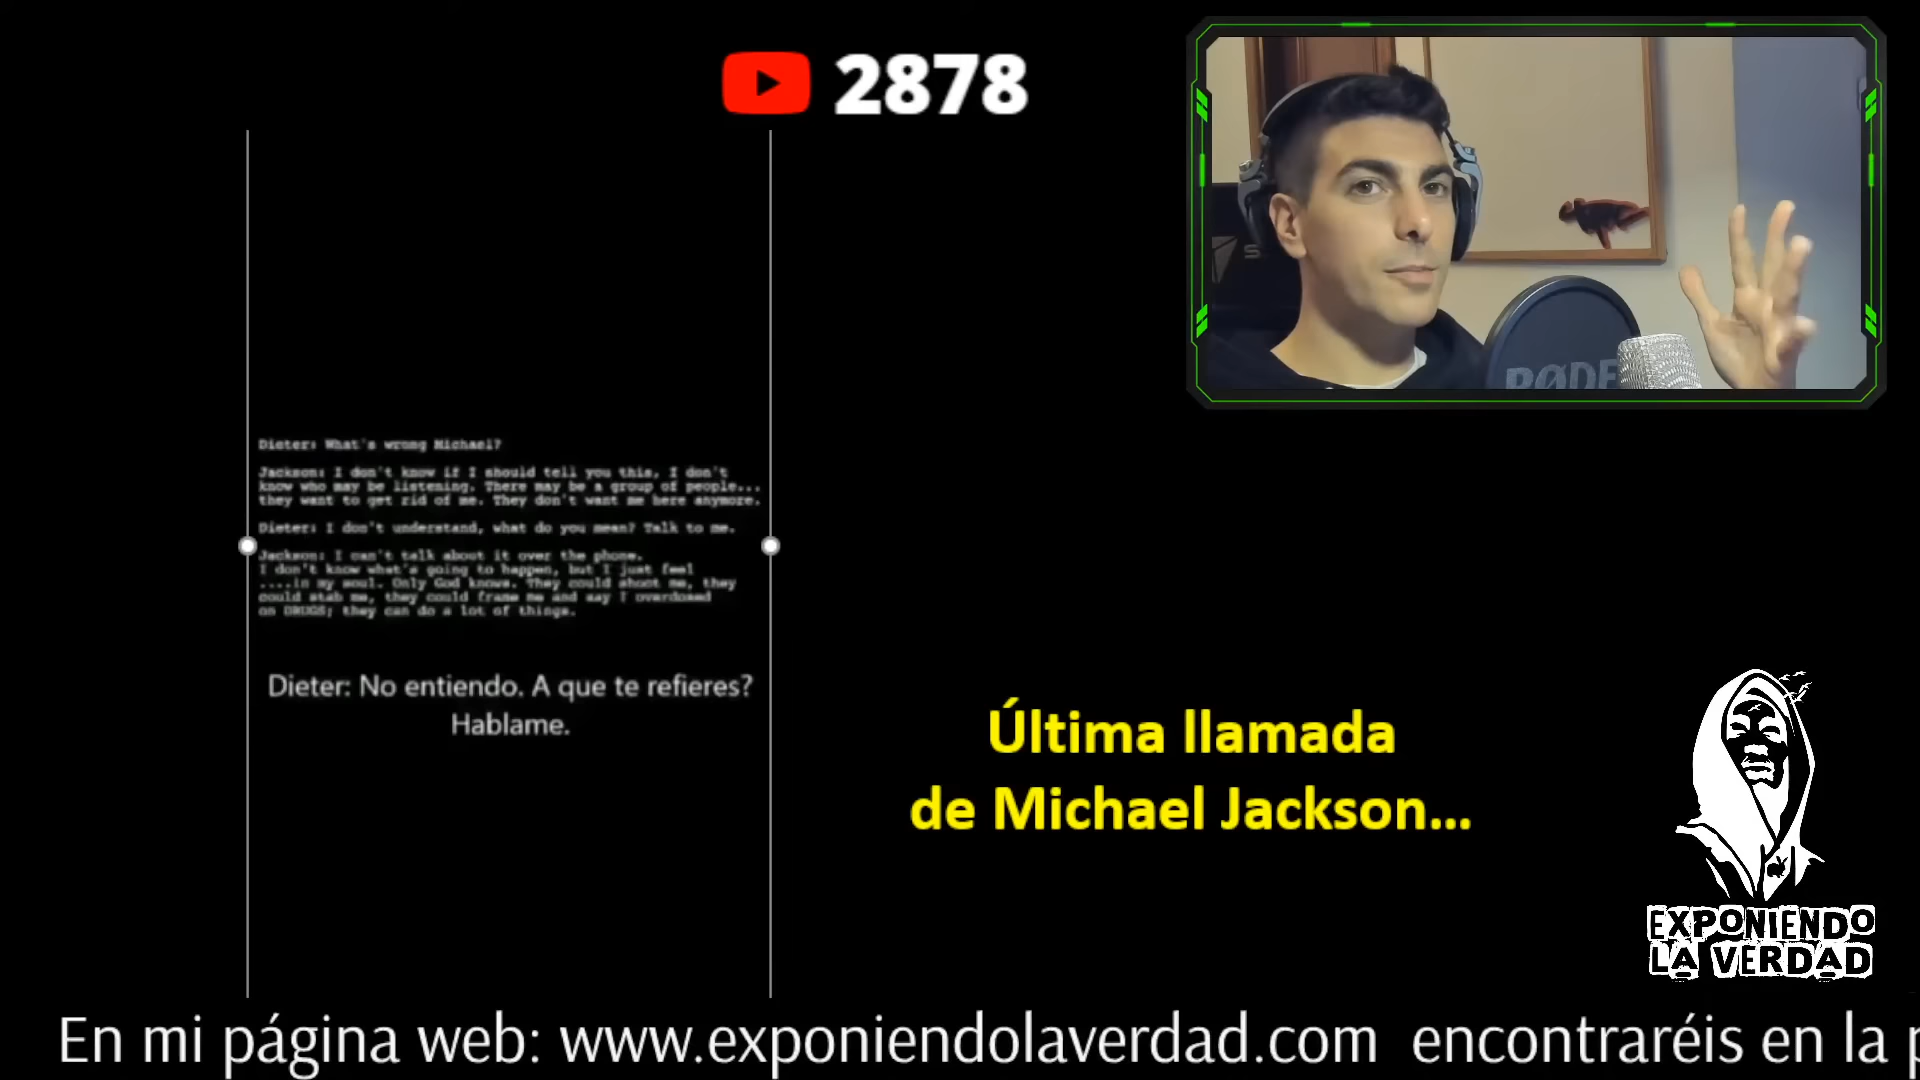 2878
RØDE
Dieter: What's wrong Michael?
Jackson: I don't know if I should tell you this, I don't
know who may be listening. There may be a group of people...
they want to get rid of me. They don't want me here anymore.
Dieter: I don't understand, what do you mean? Talk to me.
Jackson: I can't talk about it over the phone.
I don't know what's going to happen, but I just feel
....in my soul. Only God knows. They could shoot me, they
could stab me, they could frame me and say I overdosed
on DRUGS; they can do a lot of things.
Dieter: No entiendo. A que te refieres?
Hablame.
Última llamada
de Michael Jackson...
EXPONIENDO
LA VERDAD
En mi página web: www.exponiendolaverdad.com encontraréis en la